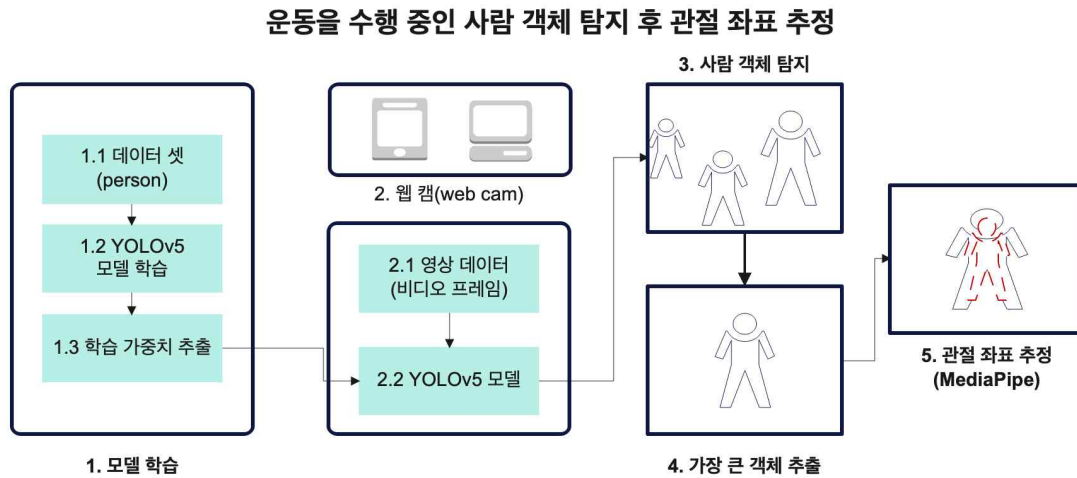 운동을 수행 중인 사람 객체 탐지 후 관절 좌표 추정
1.1 데이터 셋
(person)
1.2 YOLOv5
모델 학습
1.3 학습 가중치 추출
1. 모델 학습
2. 웹 캠(web cam)
2.1 영상 데이터
(비디오 프레임)
2.2 YOLOv5 모델
3. 사람 객체 탐지
4. 가장 큰 객체 추출
5. 관절 좌표 추정
(MediaPipe)